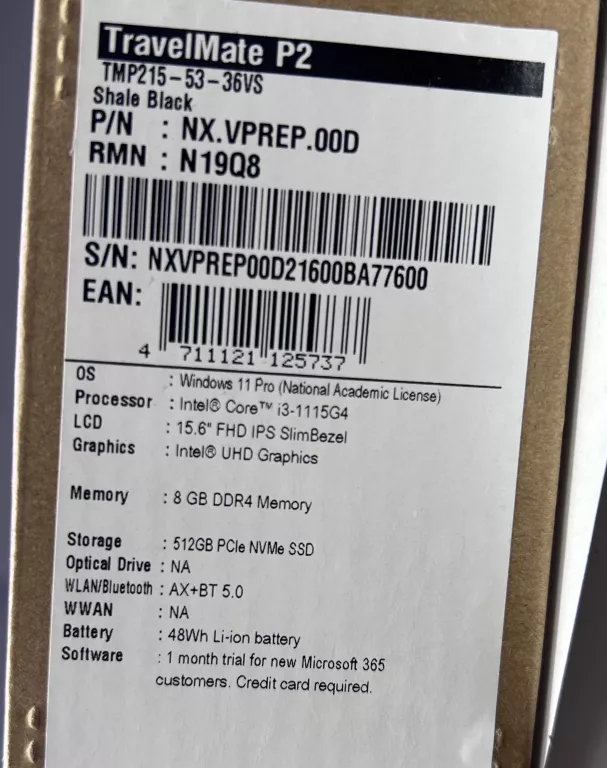 TravelMate P2
TMP215-53-36VS
Shale Black
P/N : NX.VPREP.00D
RMN : N19Q8
S/N: NXVPREP00D21600BA77600
EAN:
4 711121 125737
OS : Windows 11 Pro (National Academic License)
Processor : Intel® Core™ i3-1115G4
LCD : 15.6" FHD IPS SlimBezel
Graphics : Intel® UHD Graphics
Memory : 8 GB DDR4 Memory
Storage : 512GB PCIe NVMe SSD
Optical Drive : NA
WLAN/Bluetooth : AX+BT 5.0
WWAN : NA
Battery : 48Wh Li-ion battery
Software : 1 month trial for new Microsoft 365
customers. Credit card required.